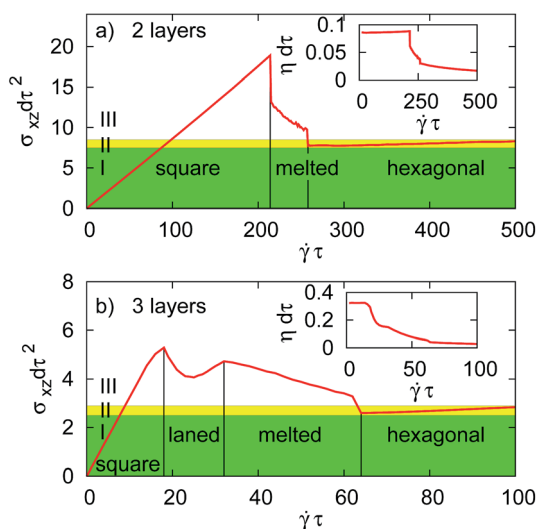 a) 2 layers
20
15
10
5
0
σxzdτ²
III
II
I
square
melted
hexagonal
0 100 200 300 400 500
γ̇ τ
0.1
0.05
0
η dτ
0 250 500
γ̇ τ
b) 3 layers
8
6
4
2
0
σxzdτ²
III
II
I
square
laned
melted
hexagonal
0 20 40 60 80 100
γ̇ τ
0.4
0.2
0
η dτ
0 50 100
γ̇ τ